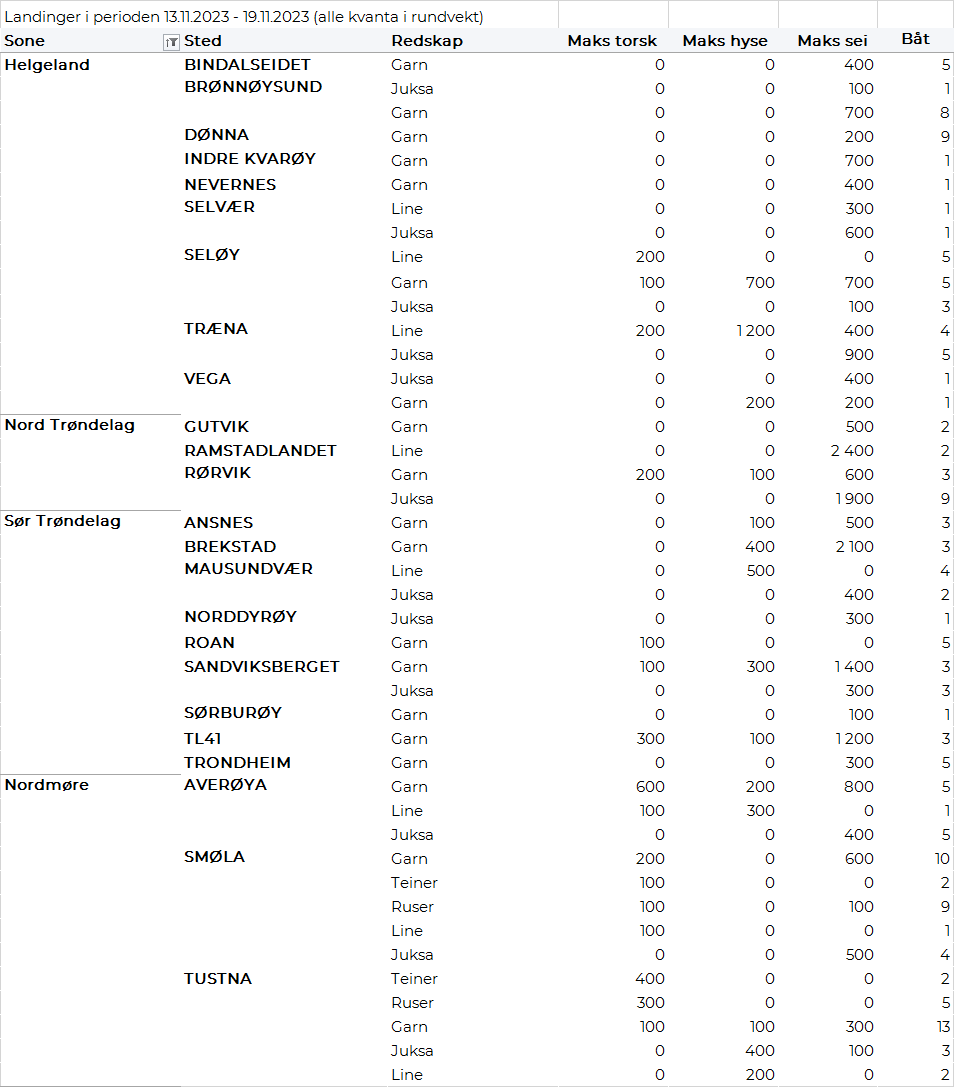 Landinger i perioden 13.11.2023 - 19.11.2023 (alle kvanta i rundvekt)
Sone Sted Redskap Maks torsk Maks hyse Maks sei Båt
Helgeland BINDALSEIDET Garn 0 0 400 5
BRØNNØYSUND Juksa 0 0 100 1
Garn 0 0 700 8
DØNNA Garn 0 0 200 9
INDRE KVARØY Garn 0 0 700 1
NEVERNES Garn 0 0 400 1
SELVÆR Line 0 0 300 1
Juksa 0 0 600 1
SELØY Line 200 0 0 5
Garn 100 700 700 5
Juksa 0 0 100 3
TRÆNA Line 200 1 200 400 4
Juksa 0 0 900 5
VEGA Juksa 0 0 400 1
Garn 0 200 200 1
Nord Trøndelag GUTVIK Garn 0 0 500 2
RAMSTADLANDET Line 0 0 2 400 2
RØRVIK Garn 200 100 600 3
Juksa 0 0 1 900 9
Sør Trøndelag ANSNES Garn 0 100 500 3
BREKSTAD Garn 0 400 2 100 3
MAUSUNDVÆR Line 0 500 0 4
Juksa 0 0 400 2
NORDDYRØY Juksa 0 0 300 1
ROAN Garn 100 0 0 5
SANDVIKSBERGET Garn 100 300 1 400 3
Juksa 0 0 300 3
SØRBURØY Garn 0 0 100 1
TL41 Garn 300 100 1 200 3
TRONDHEIM Garn 0 0 300 5
Nordmøre AVERØYA Garn 600 200 800 5
Line 100 300 0 1
Juksa 0 0 400 5
SMØLA Garn 200 0 600 10
Teiner 100 0 0 2
Ruser 100 0 100 9
Line 100 0 0 1
Juksa 0 0 500 4
TUSTNA Teiner 400 0 0 2
Ruser 300 0 0 5
Garn 100 100 300 13
Juksa 0 400 100 3
Line 0 200 0 2